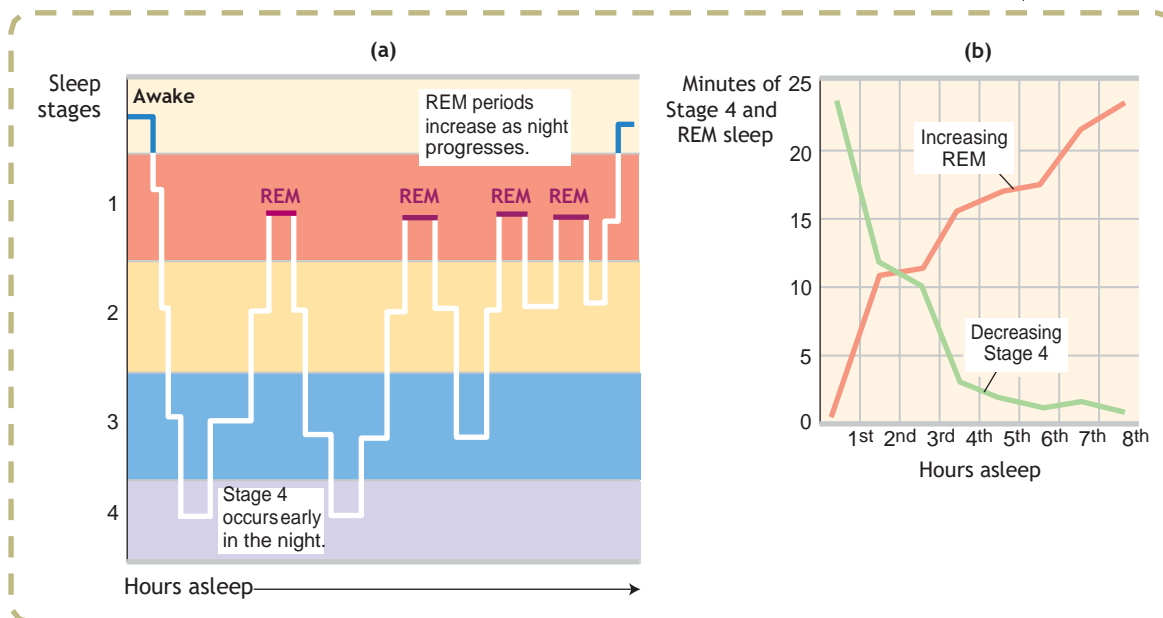 (a)
Sleep
stages
Awake
REM periods
increase as night
progresses.
1
REM
REM
REM
REM
2
3
4
Stage 4
occurs early
in the night.
Hours asleep
(b)
Minutes of
Stage 4 and
REM sleep
25
20
15
10
5
0
Increasing
REM
Decreasing
Stage 4
1st 2nd 3rd 4th 5th 6th 7th 8th
Hours asleep